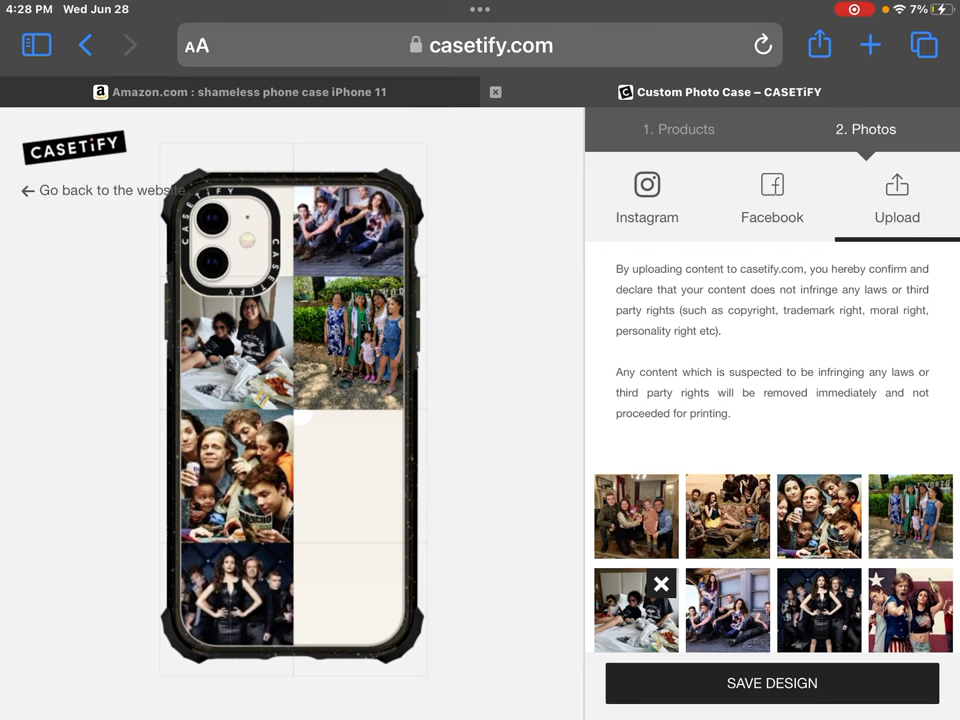 4:28 PM Wed Jun 28
7%
AA
casetify.com
Amazon.com : shameless phone case iPhone 11
Custom Photo Case – CASETiFY
CASETiFY
Go back to the website
1. Products
2. Photos
Instagram
Facebook
Upload
By uploading content to casetify.com, you hereby confirm and
declare that your content does not infringe any laws or third
party rights (such as copyright, trademark right, moral right,
personality right etc).
Any content which is suspected to be infringing any laws or
third party rights will be removed immediately and not
proceeded for printing.
CASETiFY
CASETiFY
SAVE DESIGN